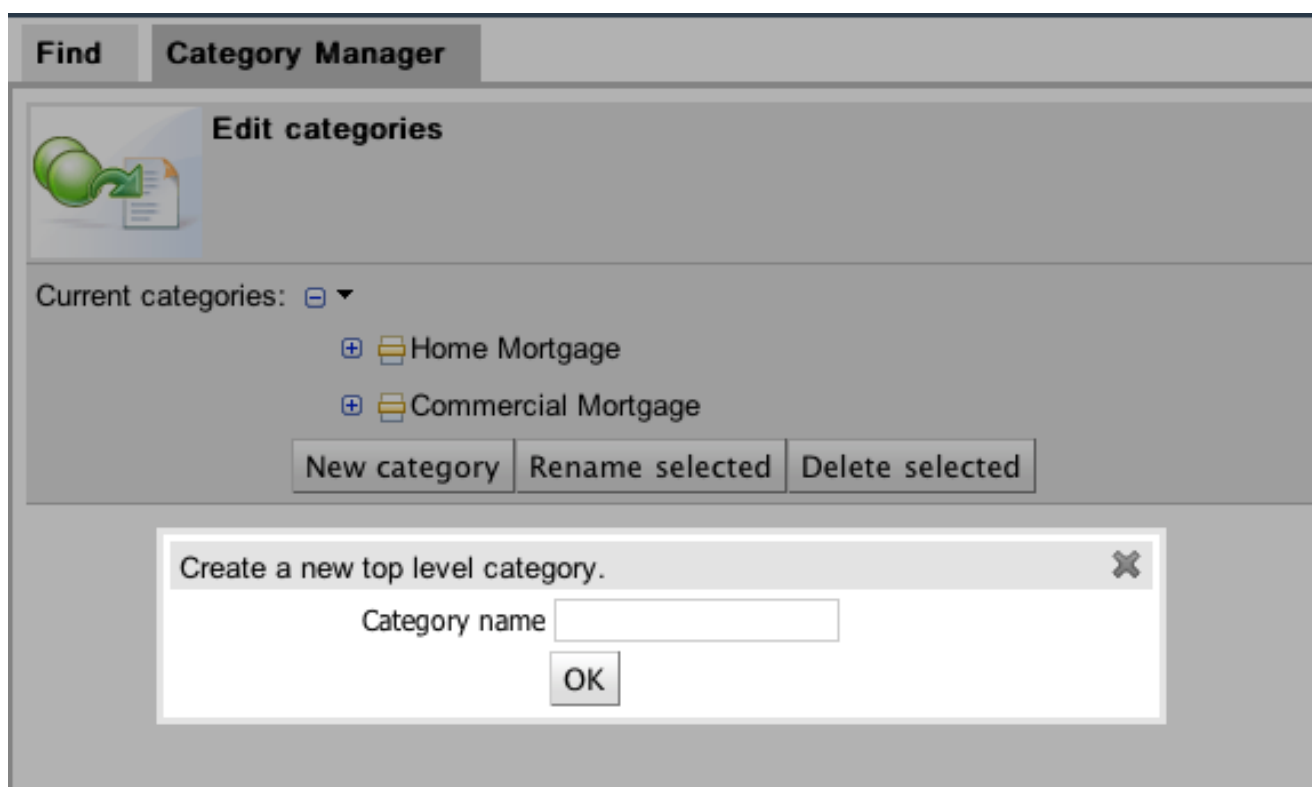 Find Category Manager
Edit categories
Current categories:
Home Mortgage
Commercial Mortgage
New category Rename selected Delete selected
Create a new top level category.
Category name
OK